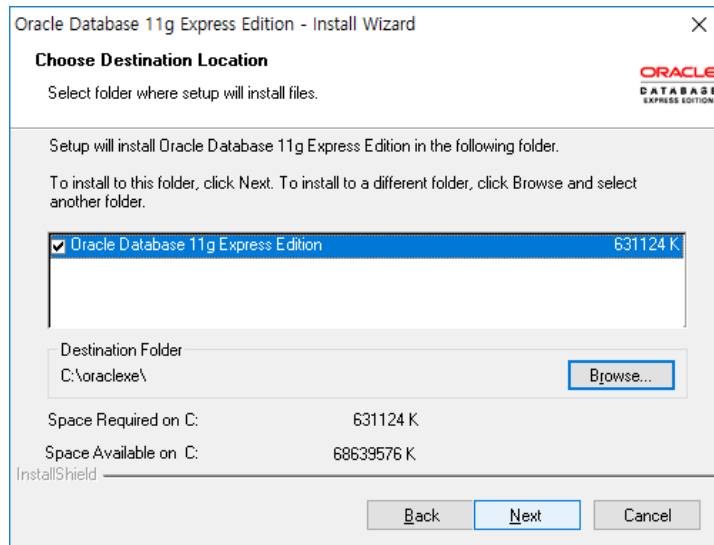 Oracle Database 11g Express Edition - Install Wizard
Choose Destination Location
Select folder where setup will install files.
ORACLE
DATABASE
EXPRESS EDITION
Setup will install Oracle Database 11g Express Edition in the following folder.
To install to this folder, click Next. To install to a different folder, click Browse and select
another folder.
Oracle Database 11g Express Edition 631124 K
Destination Folder
C:\oraclexe\
Browse...
Space Required on C: 631124 K
Space Available on C: 68639576 K
InstallShield
Back Next Cancel